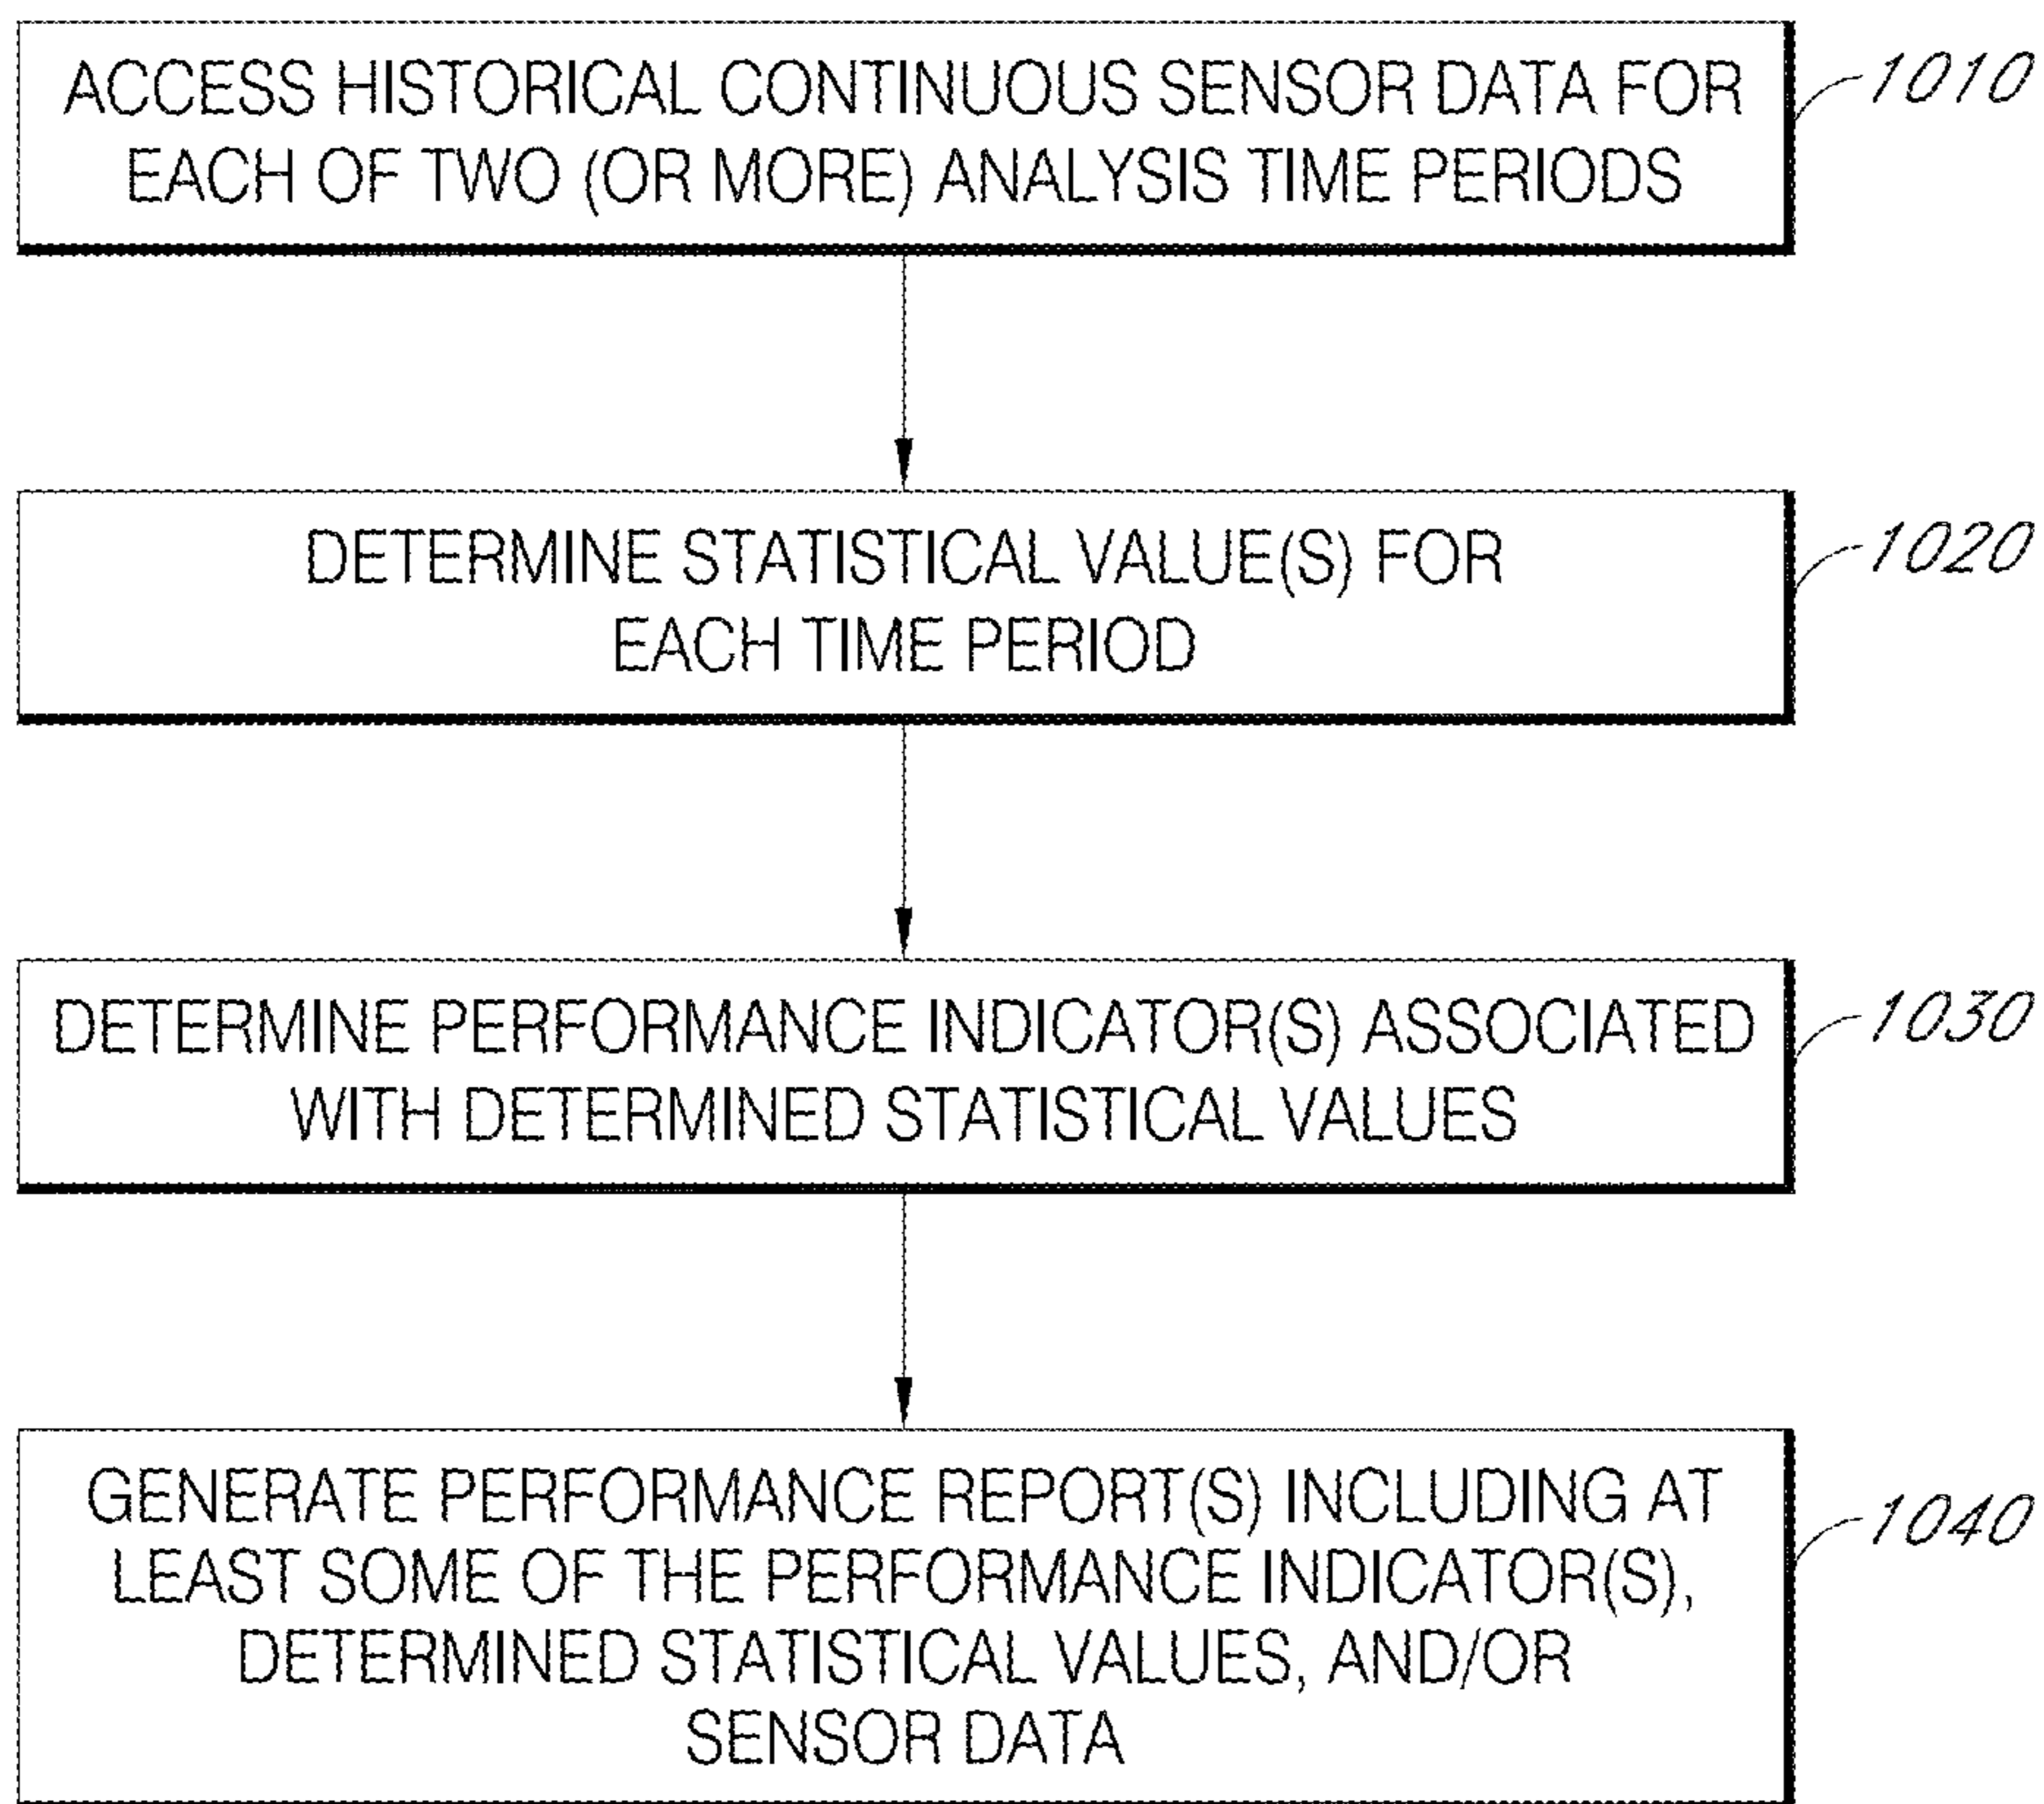 ACCESS HISTORICAL CONTINUOUS SENSOR DATA FOR
EACH OF TWO (OR MORE) ANALYSIS TIME PERIODS
1010
DETERMINE STATISTICAL VALUE(S) FOR
EACH TIME PERIOD
1020
DETERMINE PERFORMANCE INDICATOR(S) ASSOCIATED
WITH DETERMINED STATISTICAL VALUES
1030
GENERATE PERFORMANCE REPORT(S) INCLUDING AT
LEAST SOME OF THE PERFORMANCE INDICATOR(S),
DETERMINED STATISTICAL VALUES, AND/OR
SENSOR DATA
1040